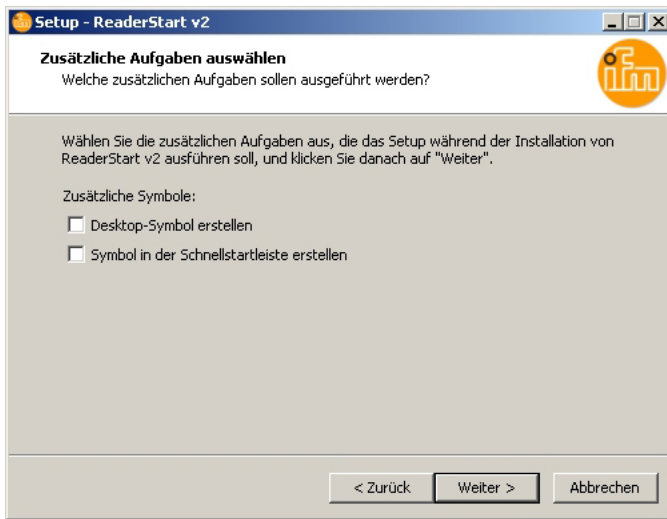 Setup - ReaderStart v2
Zusätzliche Aufgaben auswählen
Welche zusätzlichen Aufgaben sollen ausgeführt werden?
ifm
Wählen Sie die zusätzlichen Aufgaben aus, die das Setup während der Installation von
ReaderStart v2 ausführen soll, und klicken Sie danach auf "Weiter".
Zusätzliche Symbole:
Desktop-Symbol erstellen
Symbol in der Schnellstartleiste erstellen
< Zurück
Weiter >
Abbrechen